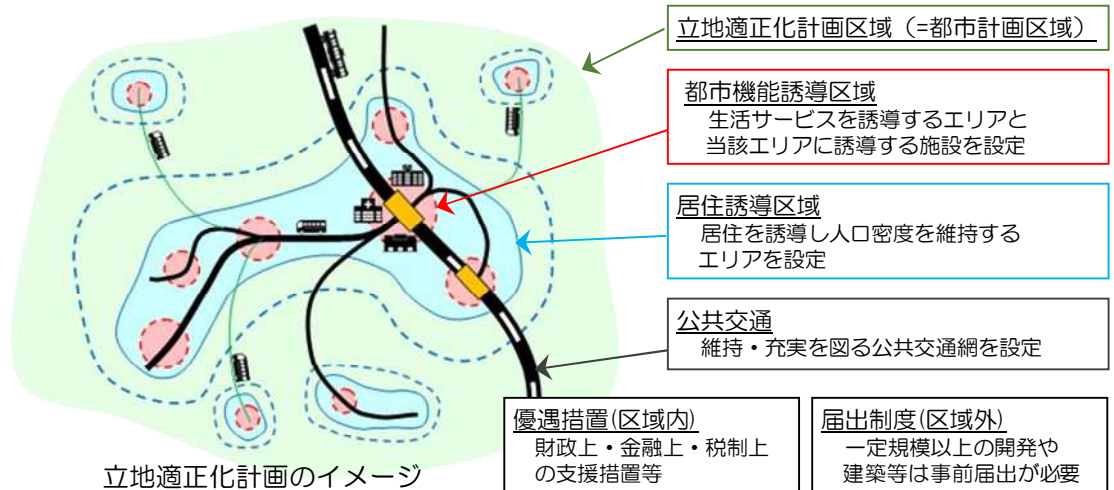 立地適正化計画区域（=都市計画区域）
都市機能誘導区域
生活サービスを誘導するエリアと
当該エリアに誘導する施設を設定
居住誘導区域
居住を誘導し人口密度を維持する
エリアを設定
公共交通
維持・充実を図る公共交通網を設定
優遇措置(区域内)
財政上・金融上・税制上
の支援措置等
届出制度(区域外)
一定規模以上の開発や
建築等は事前届出が必要
立地適正化計画のイメージ